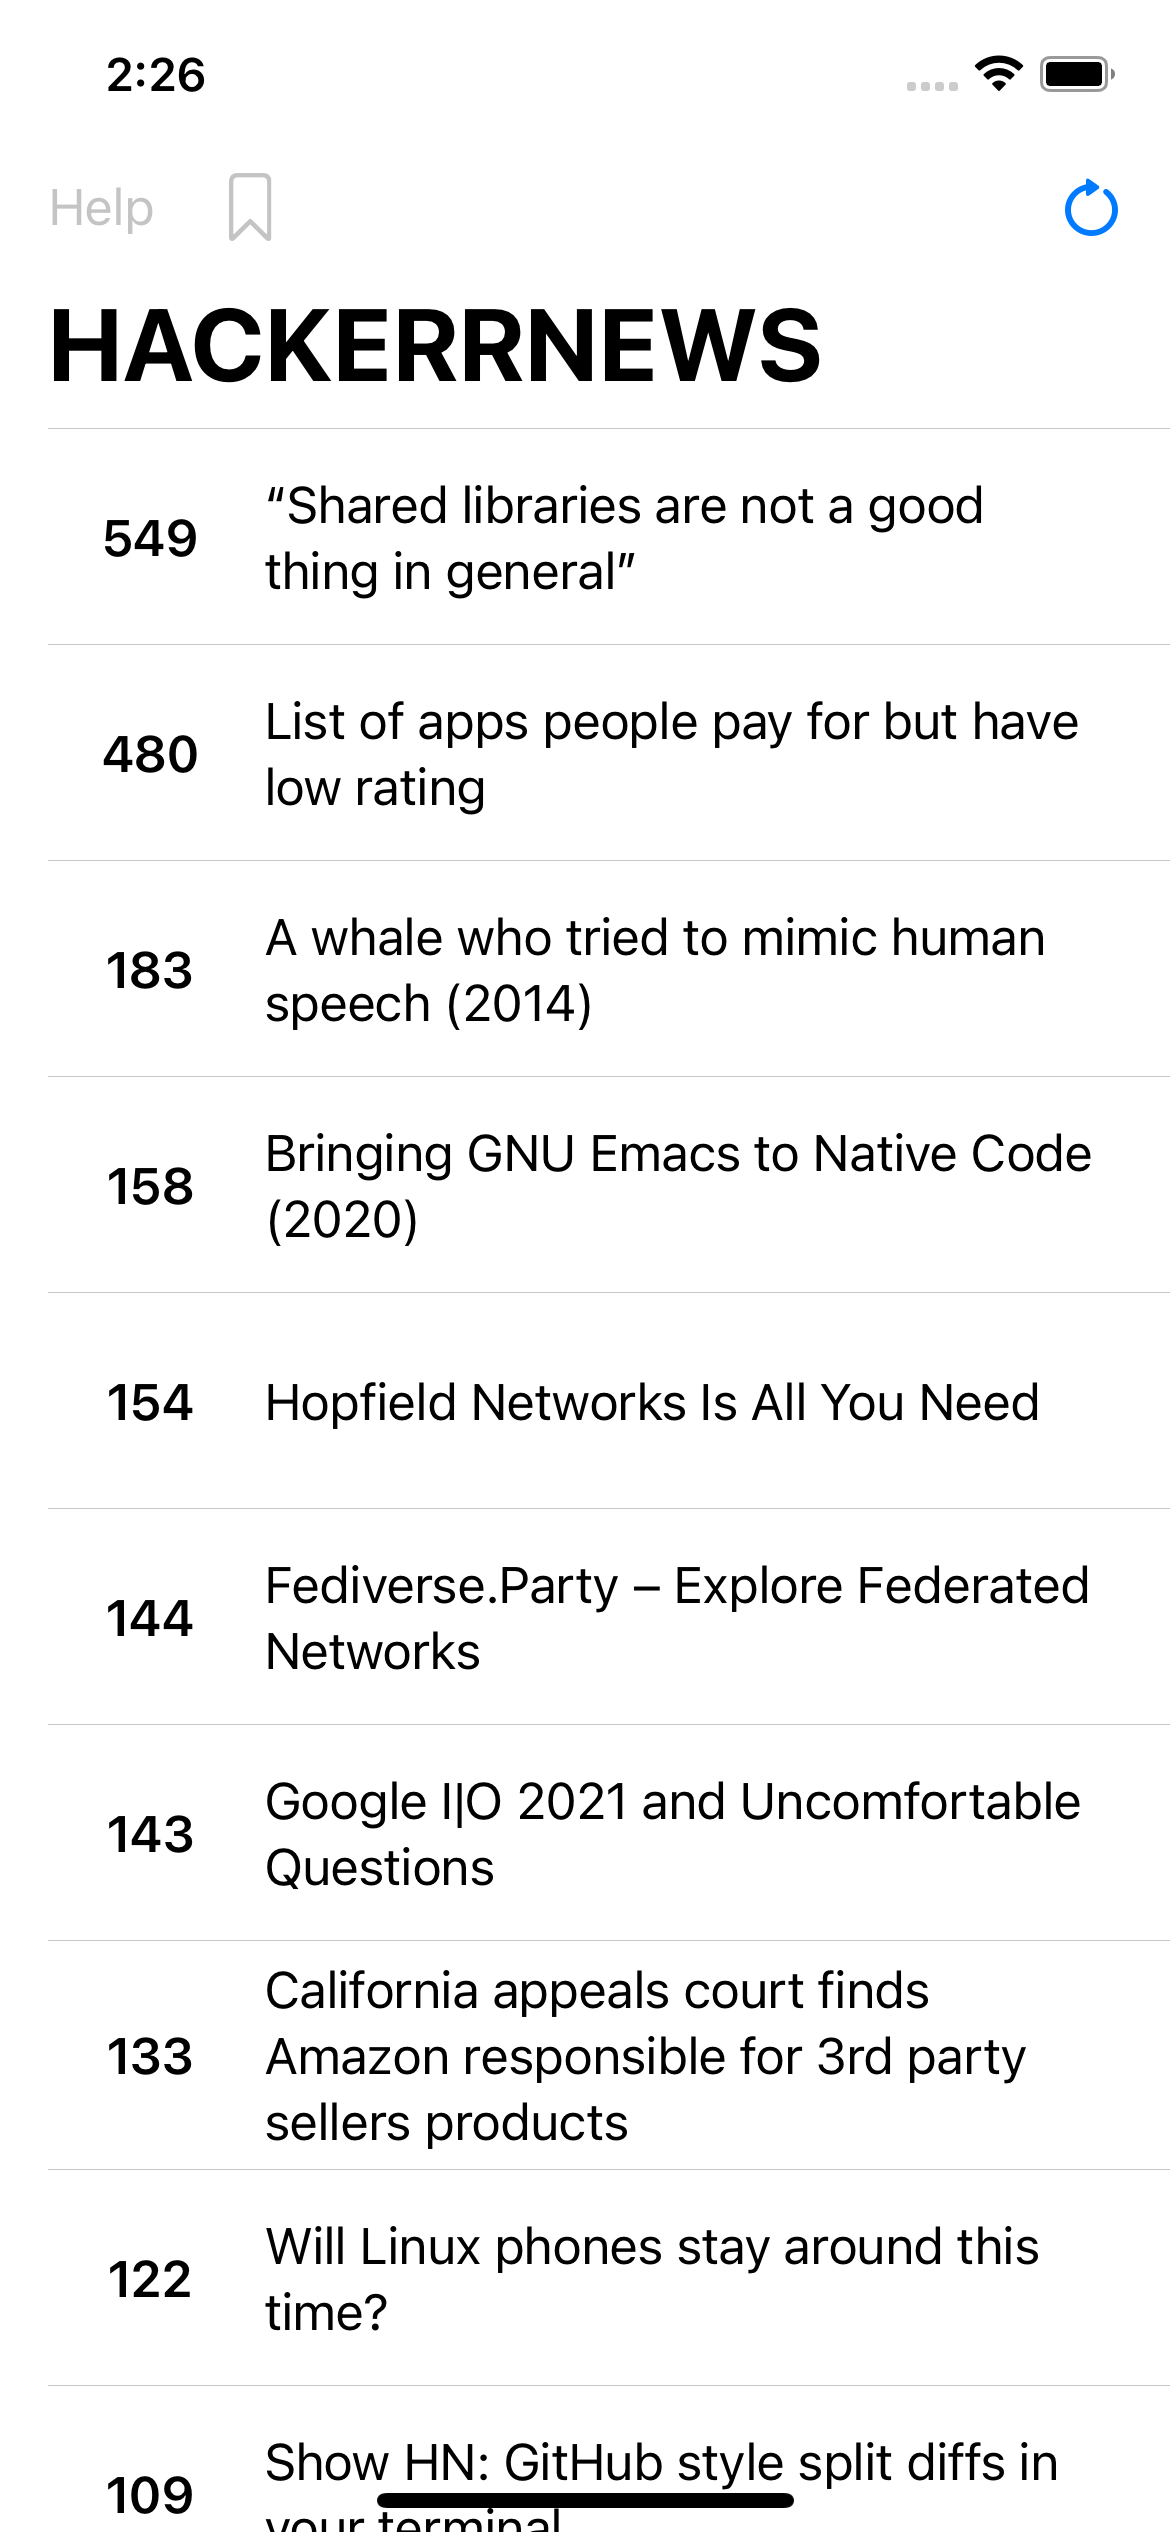 2:26
Help
HACKERRNEWS
549
“Shared libraries are not a good
thing in general”
480
List of apps people pay for but have
low rating
183
A whale who tried to mimic human
speech (2014)
158
Bringing GNU Emacs to Native Code
(2020)
154
Hopfield Networks Is All You Need
144
Fediverse.Party – Explore Federated
Networks
143
Google I|O 2021 and Uncomfortable
Questions
133
California appeals court finds
Amazon responsible for 3rd party
sellers products
122
Will Linux phones stay around this
time?
109
Show HN: GitHub style split diffs in
your terminal